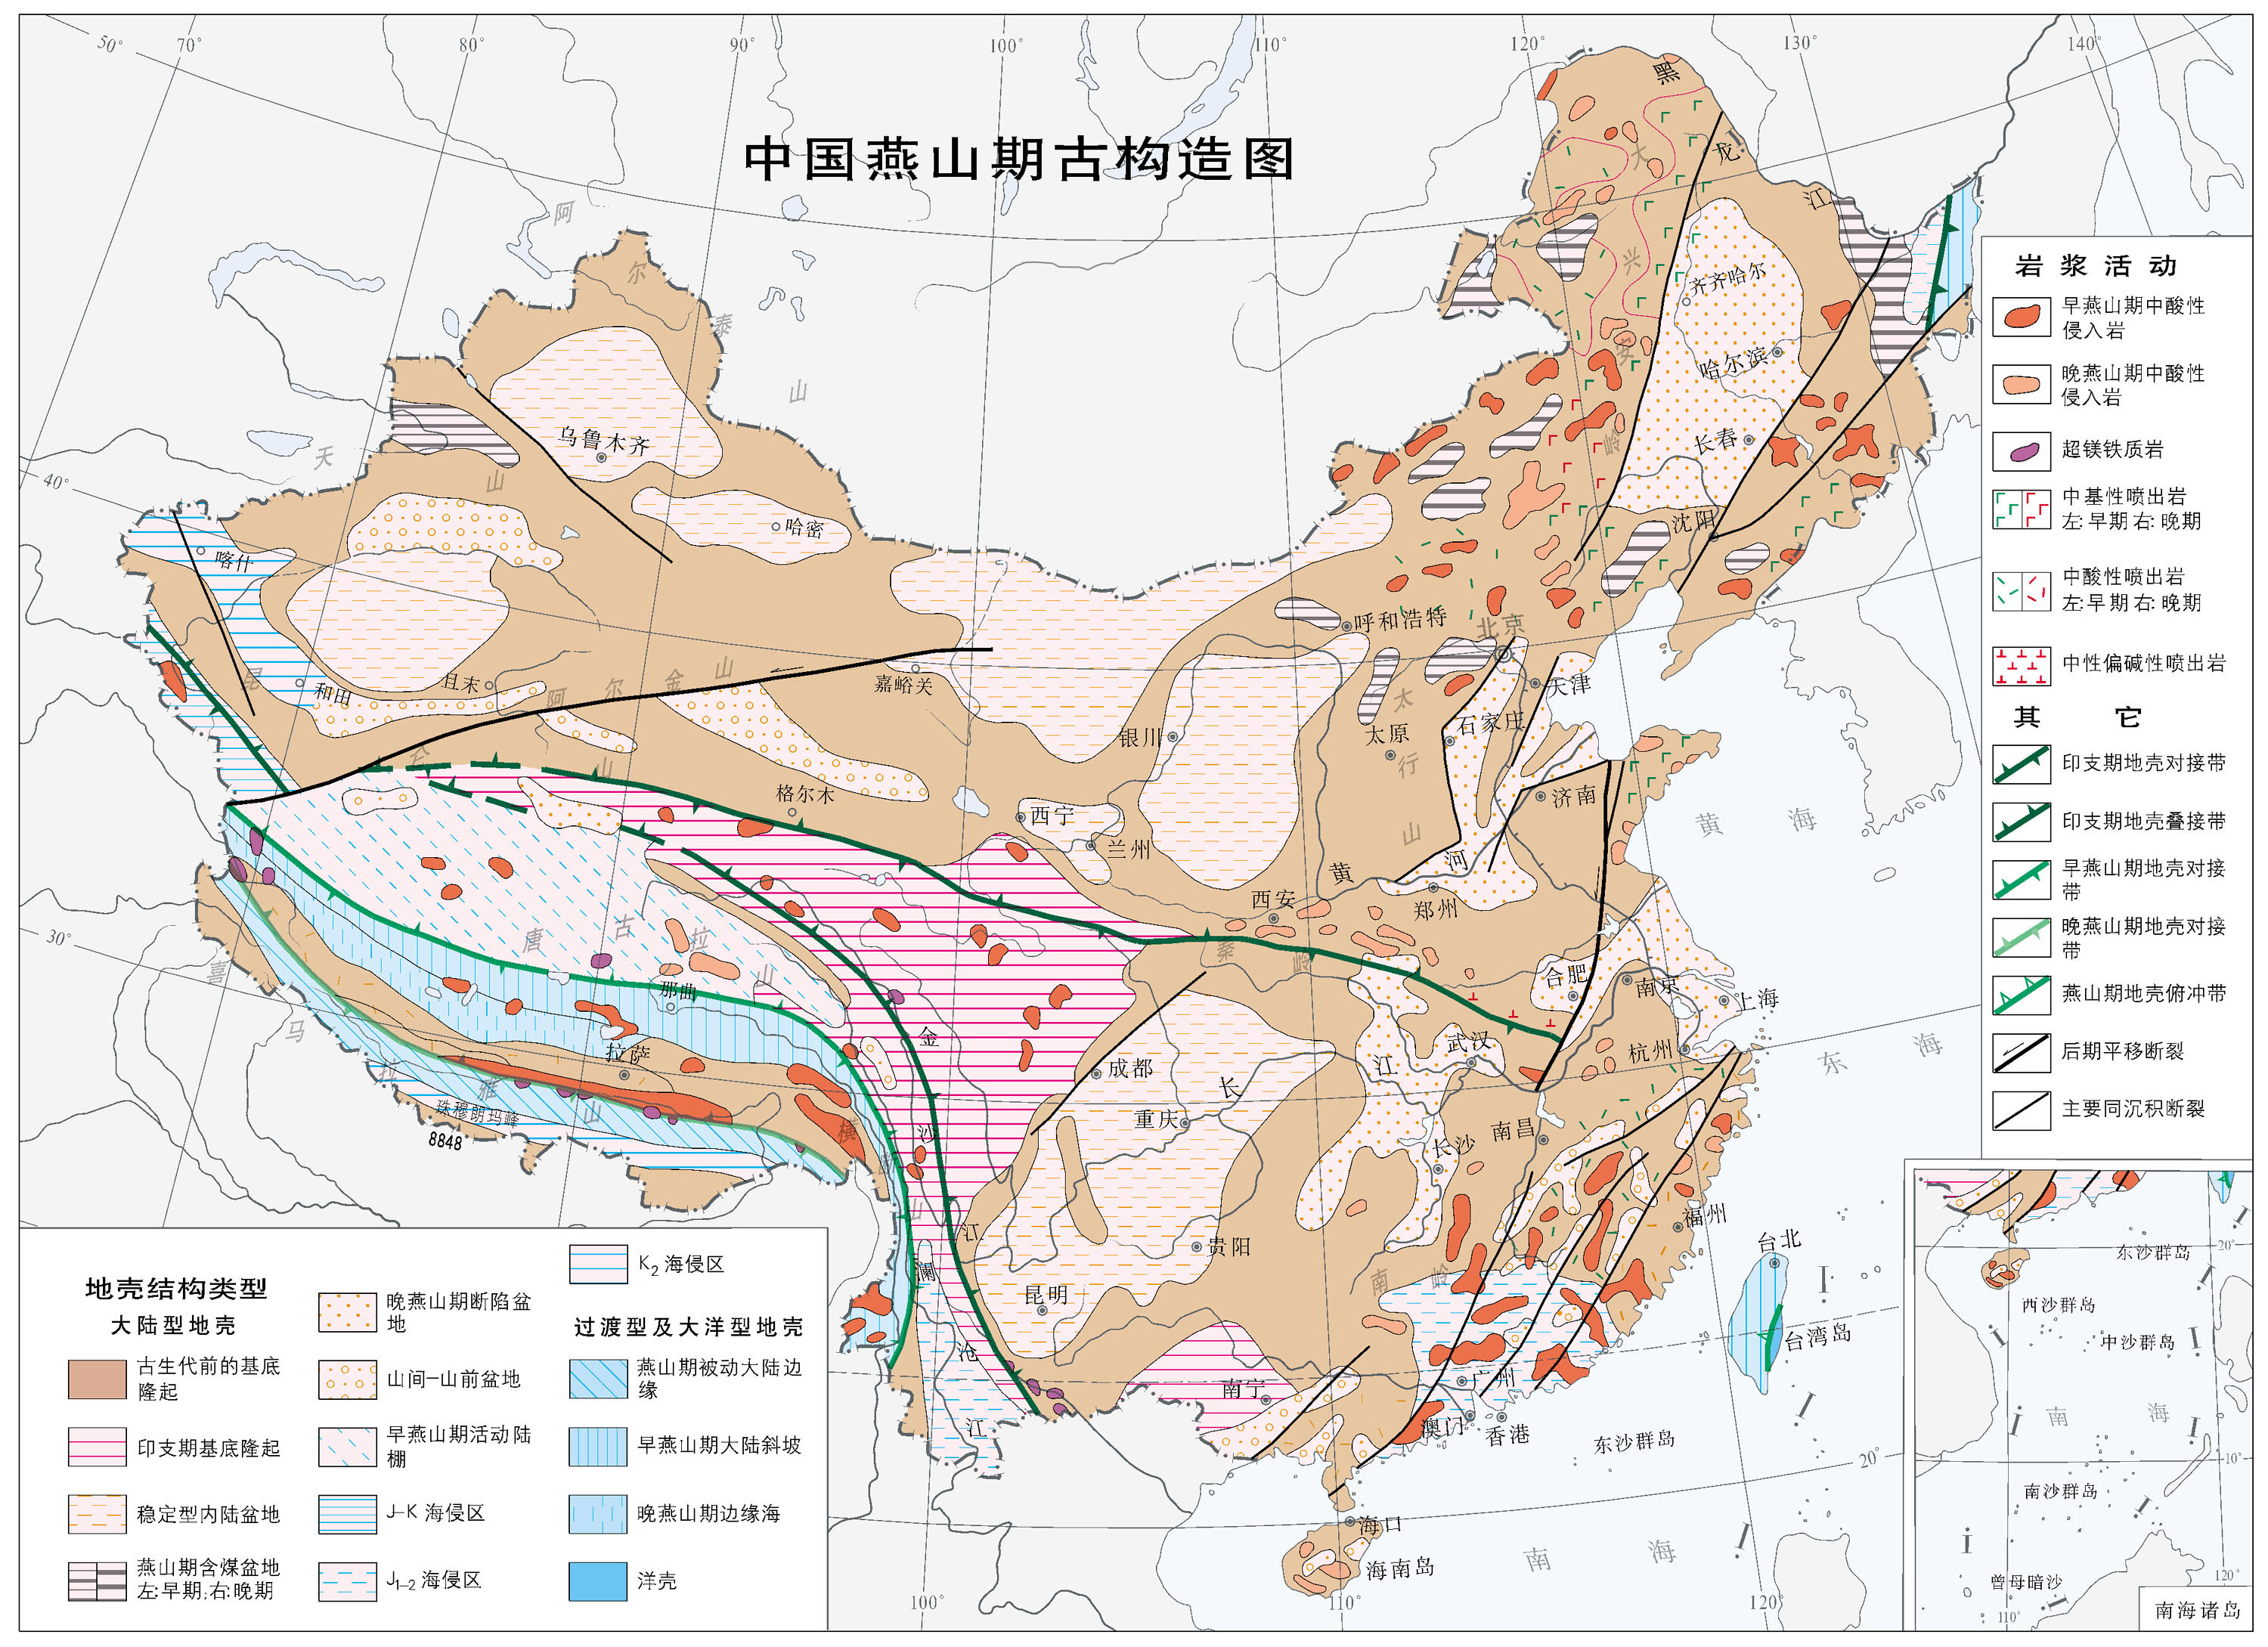 50°
70°
80°
90°
100°
110°
120°
130°
140°
中国燕山期古构造图
40°
30°
阿
尔
泰
山
天
山
乌鲁木齐
哈密
喀什
昆
和田
且末
阿
尔
金
山
仑
山
嘉峪关
格尔木
西宁
兰州
银川
呼和浩特
北京
天津
石家庄
太原
太
行
山
济南
黄
河
郑州
西安
秦
岭
黑
龙
江
大
兴
安
岭
齐齐哈尔
哈尔滨
长春
沈阳
黄
海
唐
古
拉
山
那曲
拉萨
喜
马
拉
雅
山
珠穆朗玛峰
8848
横
断
山
金
沙
江
澜
沧
江
成都
重庆
长
江
武汉
合肥
南京
上海
杭州
东
海
长沙
南昌
贵阳
昆明
南
岭
福州
台北
台湾岛
南宁
广州
澳门
香港
东沙群岛
海口
海南岛
南
海
100°
110°
120°
20°
岩浆活动
早燕山期中酸性
侵入岩
晚燕山期中酸性
侵入岩
超镁铁质岩
中基性喷出岩
左:早期 右:晚期
中酸性喷出岩
左:早期 右:晚期
中性偏碱性喷出岩
其它
印支期地壳对接带
印支期地壳叠接带
早燕山期地壳对接
带
晚燕山期地壳对接
带
燕山期地壳俯冲带
后期平移断裂
主要同沉积断裂
地壳结构类型
大陆型地壳
古生代前的基底
隆起
印支期基底隆起
稳定型内陆盆地
燕山期含煤盆地
左:早期;右:晚期
晚燕山期断陷盆
地
山间—山前盆地
早燕山期活动陆
棚
J–K 海侵区
J1–2 海侵区
K2 海侵区
过渡型及大洋型地壳
燕山期被动大陆边
缘
早燕山期大陆斜坡
晚燕山期边缘海
洋壳
东沙群岛
20°
西沙群岛
中沙群岛
南
海
10°
南沙群岛
曾母暗沙
110°
120°
南海诸岛